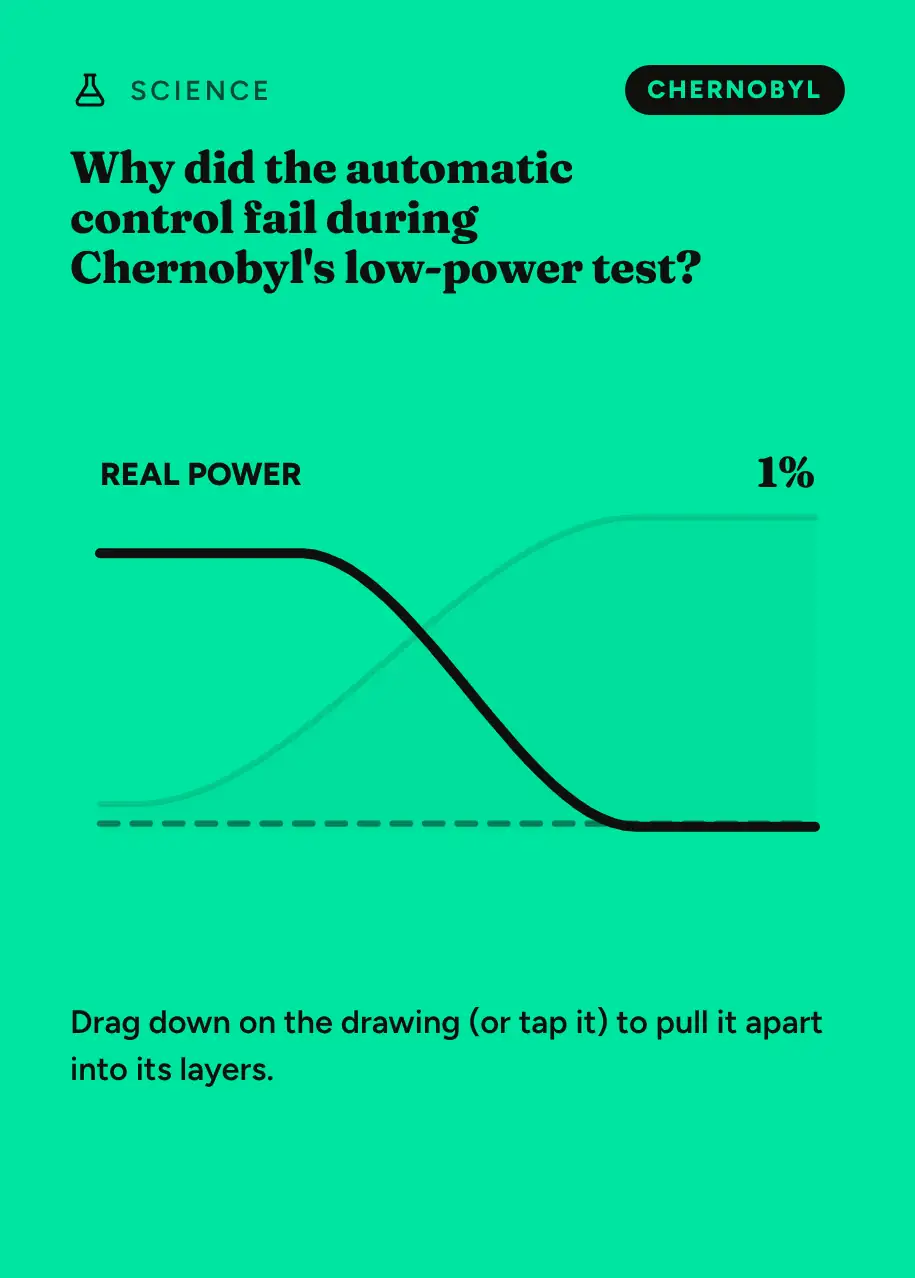 SCIENCE
CHERNOBYL
Why did the automatic
control fail during
Chernobyl's low-power test?
REAL POWER
1%
Drag down on the drawing (or tap it) to pull it apart
into its layers.